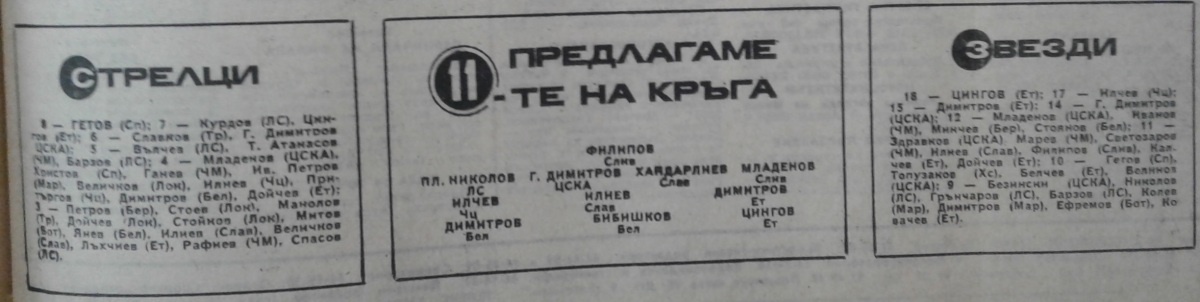 СТРЕЛЦИ
8 — ГЕТОВ (Сп); 7 — Курдов (ЛС), Цин-
гов (Ет); 6 — Славков (Тр), Г. Димитров
ЦСКА); 5 — Вълчев (ЛС), Т. Атанасов
(ЧМ), Барзов (ЛС); 4 — Младенов (ЦСКА),
Христов (Сп), Ганев (ЧМ), Ив. Петров
(Мар), Величков (Лок), Илиев (Чц), При-
гъргов (Чц), Димитров (Бел), Дойчев (Ет);
3 — Петров (Бер), Стоев (Лок), Манолов
(Тр), Дойчев (Лок), Стойков (Лок), Митов
(Бот), Янев (Бел), Илиев (Слав), Величков
(Слав), Лъхчиев (Ет), Рафиев (ЧМ), Спасов
(ЛС).
ПРЕДЛАГАМЕ
11-ТЕ НА КРЪГА
ФИЛИПОВ
Слив
ПЛ. НИКОЛОВ Г. ДИМИТРОВ ХАЙДАРЛИЕВ МЛАДЕНОВ
ЛС ЦСКА Слав Слив
ИЛЧЕВ ИЛИЕВ ДИМИТРОВ
Чц Слав Ет
ДИМИТРОВ БИБИШКОВ ЦИНГОВ
Бел Бел Ет
ЗВЕЗДИ
18 — ЦИНГОВ (Ет); 17 — Илчев (Чц);
15 — Димитров (Ет); 14 — Г. Димитров
(ЦСКА); 12 — Младенов (ЦСКА), Иванов
(ЧМ), Минчев (Бер), Стоянов (Бел); 11 —
Здравков (ЦСКА) Марев (ЧМ), Светозаров
(ЧМ), Илиев (Слав), Филипов (Слив), Кал-
чев (Ет), Дойчев (Ет); 10 — Гетов (Сп),
Топузаков (Хс), Белчев (Ет), Великов
(ЦСКА); 9 — Безински (ЦСКА), Николов
(ЛС), Грънчаров (ЛС), Барзов (ЛС), Колев
(Мар), Димитров (Мар), Ефремов (Бот), Ко-
вачев (Ет).